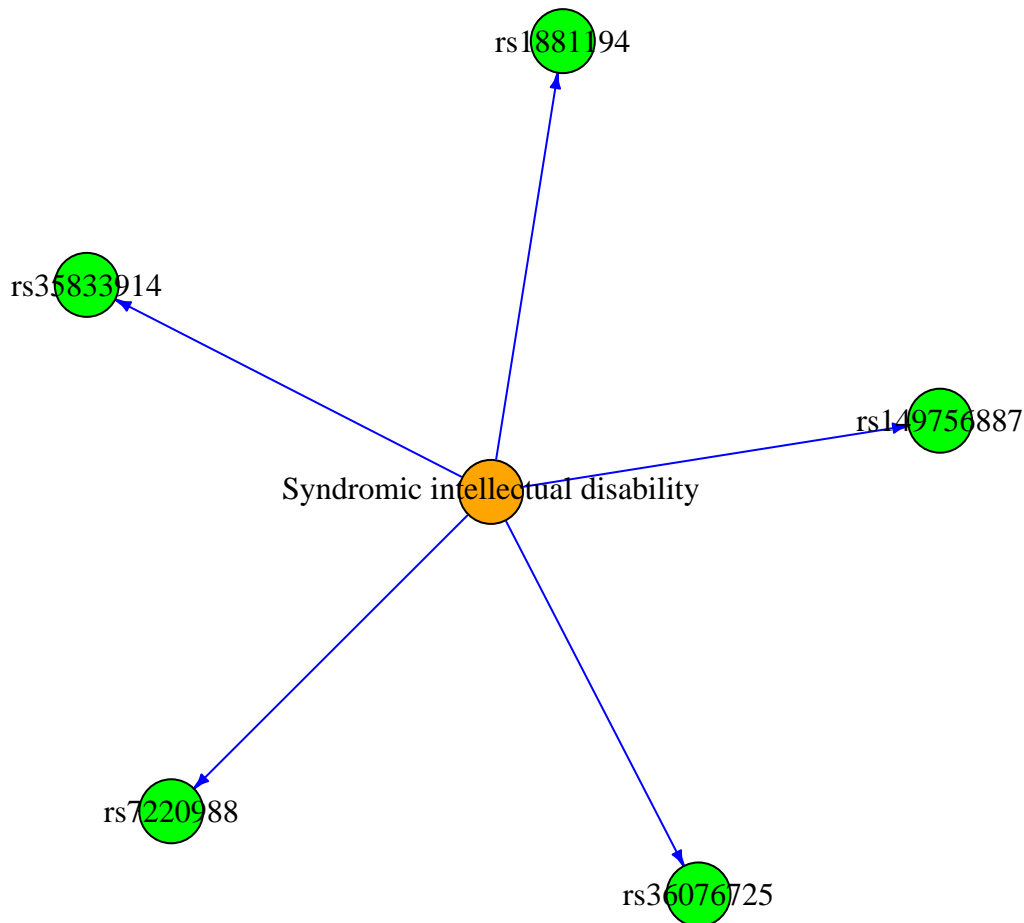 rs1881194
rs35833914
rs149756887
Syndromic intellectual disability
rs7220988
rs36076725